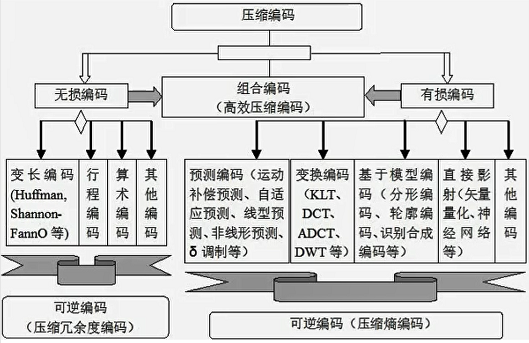 压缩编码
组合编码
（高效压缩编码）
无损编码
有损编码
变长编码
(Huffman,
Shannon-
FannO 等)
行
程
编
码
算
术
编
码
其
他
编
码
预测编码（运动
补偿预测、自适
应预测、线型预
测、非线形预测、
δ 调制等）
变换编码
（KLT、
DCT、
ADCT、
DWT 等）
基于模型编
码（分形编
码、轮廓编
码、识别合成
编码等）
直接影
射（矢量
量化、神
经网络
等）
其
他
编
码
可逆编码
（压缩冗余度编码）
可逆编码（压缩熵编码）